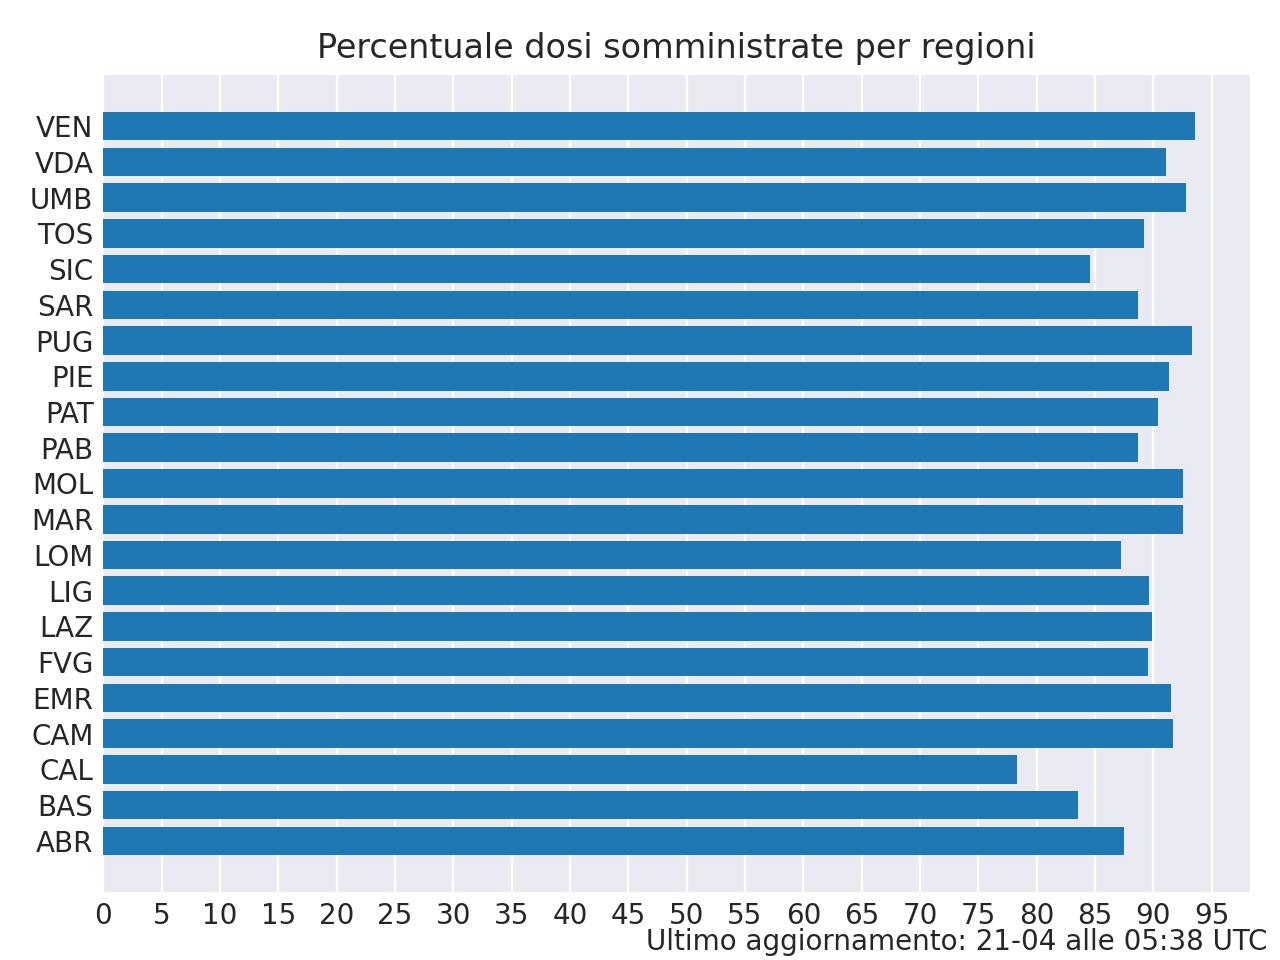 Percentuale dosi somministrate per regioni
VEN
VDA
UMB
TOS
SIC
SAR
PUG
PIE
PAT
PAB
MOL
MAR
LOM
LIG
LAZ
FVG
EMR
CAM
CAL
BAS
ABR
0 5 10 15 20 25 30 35 40 45 50 55 60 65 70 75 80 85 90 95
Ultimo aggiornamento: 21-04 alle 05:38 UTC